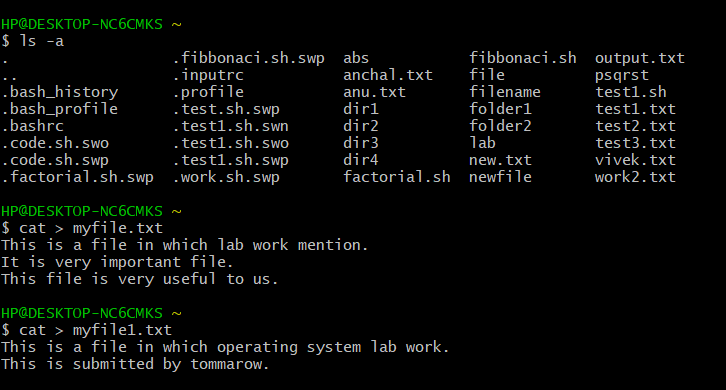 HP@DESKTOP-NC6CMKS ~
$ ls -a
.                  .fibbonaci.sh.swp  abs           fibbonaci.sh  output.txt
..                 .inputrc           anchal.txt    file          psqrst
.bash_history      .profile           anu.txt       filename      test1.sh
.bash_profile      .test.sh.swp       dir1          folder1       test1.txt
.bashrc            .test1.sh.swn      dir2          folder2       test2.txt
.code.sh.swo       .test1.sh.swo      dir3          lab           test3.txt
.code.sh.swp       .test1.sh.swp      dir4          new.txt       vivek.txt
.factorial.sh.swp  .work.sh.swp       factorial.sh  newfile       work2.txt
HP@DESKTOP-NC6CMKS ~
$ cat > myfile.txt
This is a file in which lab work mention.
It is very important file.
This file is very useful to us.
HP@DESKTOP-NC6CMKS ~
$ cat > myfile1.txt
This is a file in which operating system lab work.
This is submitted by tommarow.